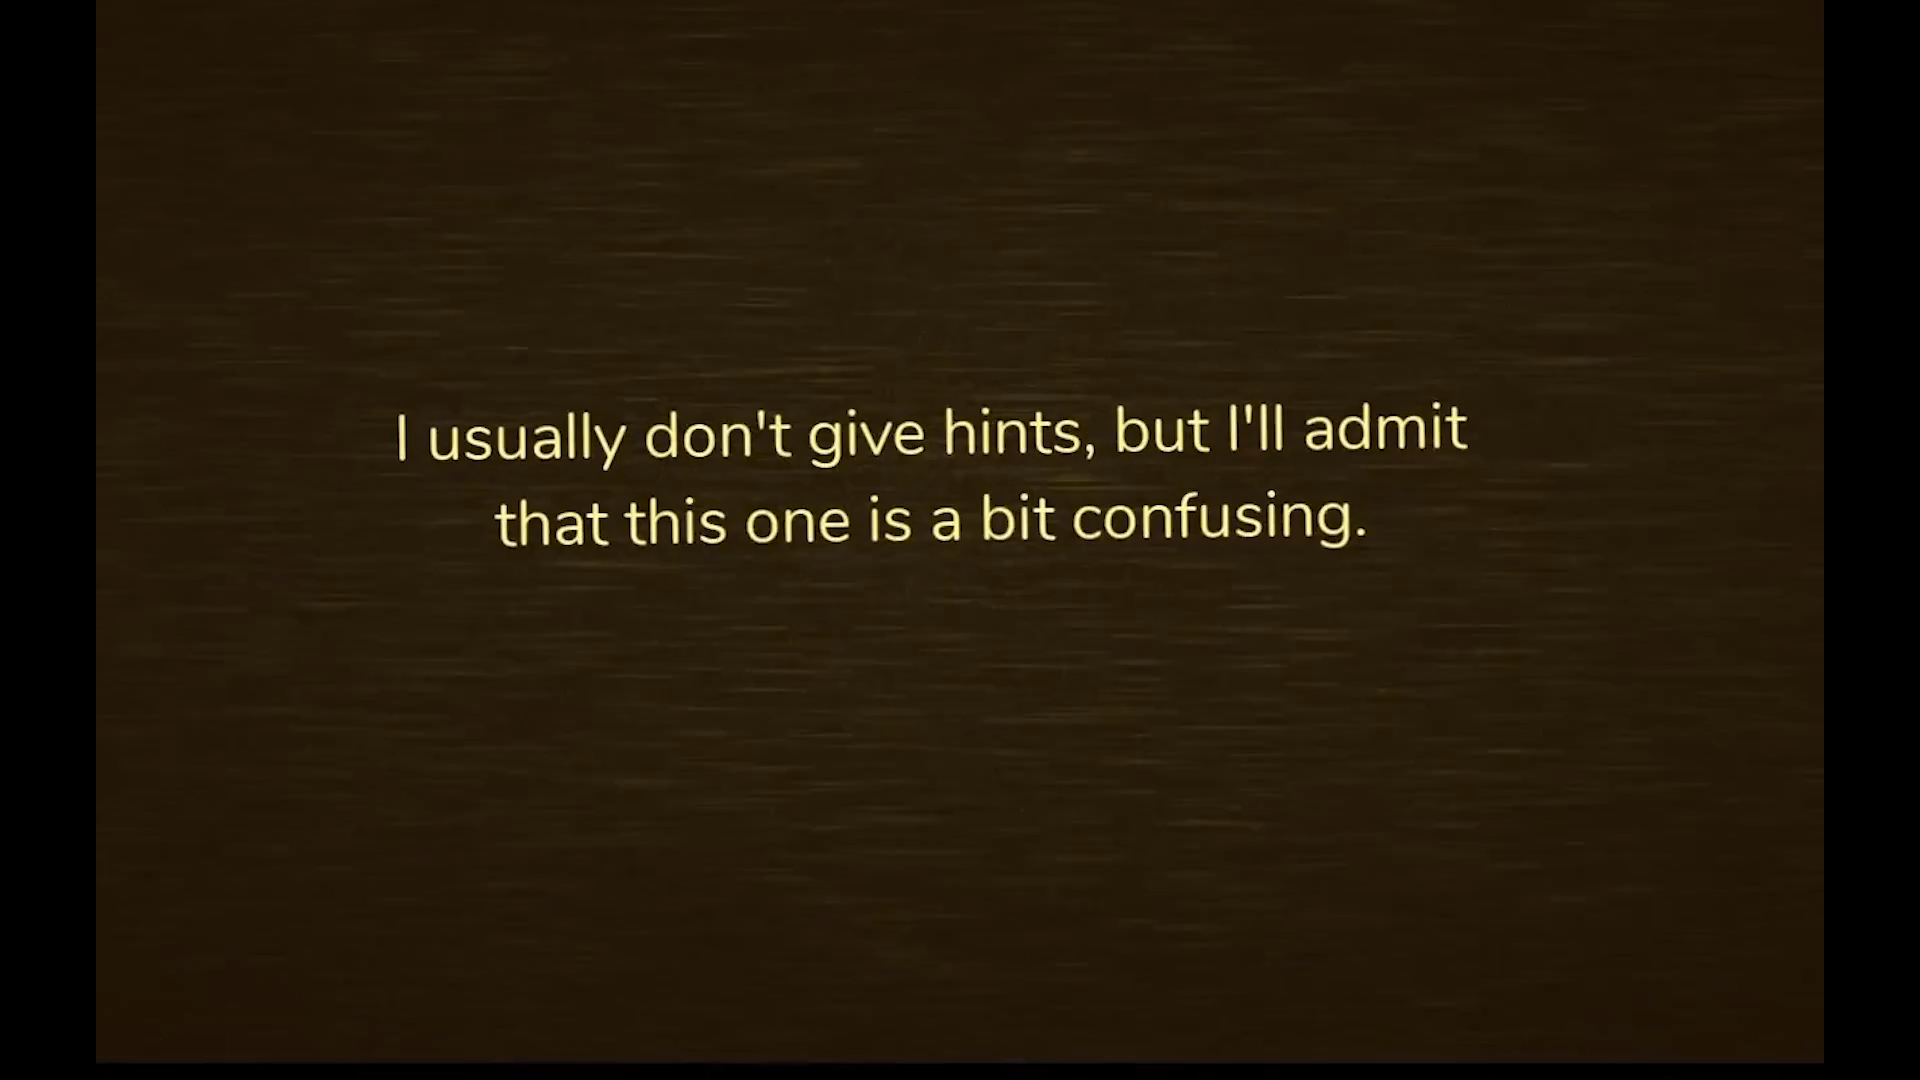 I usually don't give hints, but I'll admit
that this one is a bit confusing.